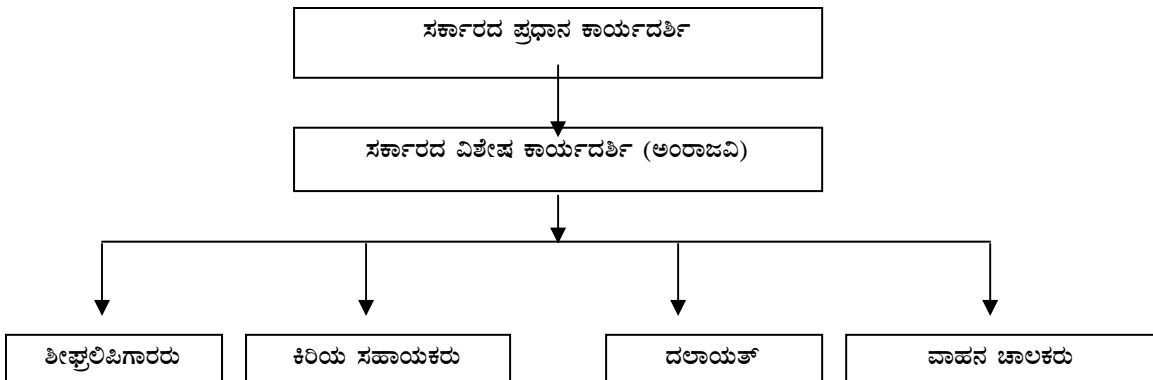 ಸರ್ಕಾರದ ಪ್ರಧಾನ ಕಾರ್ಯದರ್ಶಿ
ಸರ್ಕಾರದ ವಿಶೇಷ ಕಾರ್ಯದರ್ಶಿ (ಅಂರಾಜವಿ)
ಶೀಘ್ರಲಿಪಿಗಾರರು
ಕಿರಿಯ ಸಹಾಯಕರು
ದಲಾಯತ್
ವಾಹನ ಚಾಲಕರು